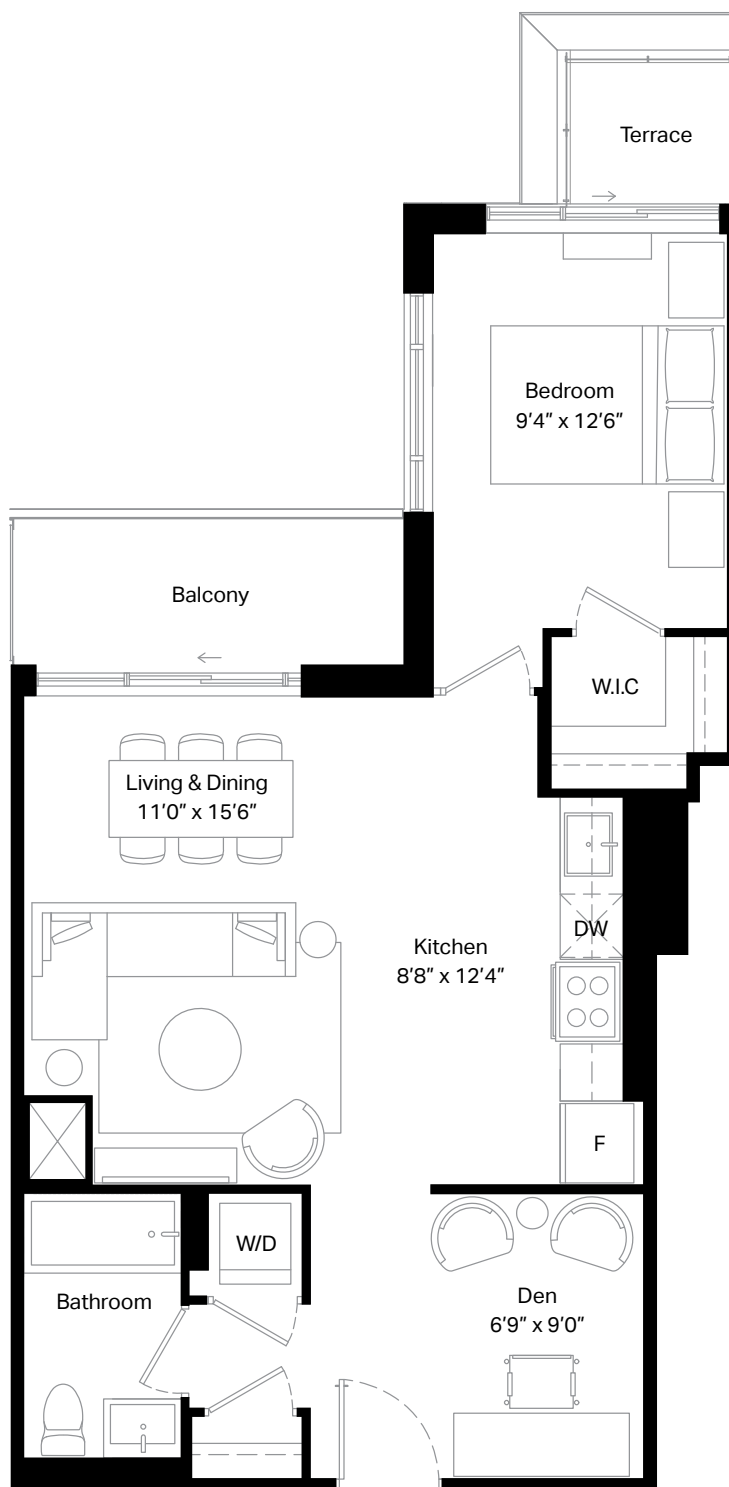 Terrace
Bedroom
9′4″ x 12′6″
Balcony
W.I.C
Living & Dining
11′0″ x 15′6″
DW
Kitchen
8′8″ x 12′4″
F
W/D
Bathroom
Den
6′9″ x 9′0″